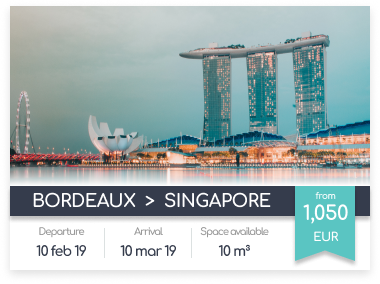 BORDEAUX > SINGAPORE
from
1,050
EUR
Departure
10 feb 19
Arrival
10 mar 19
Space available
10 m³